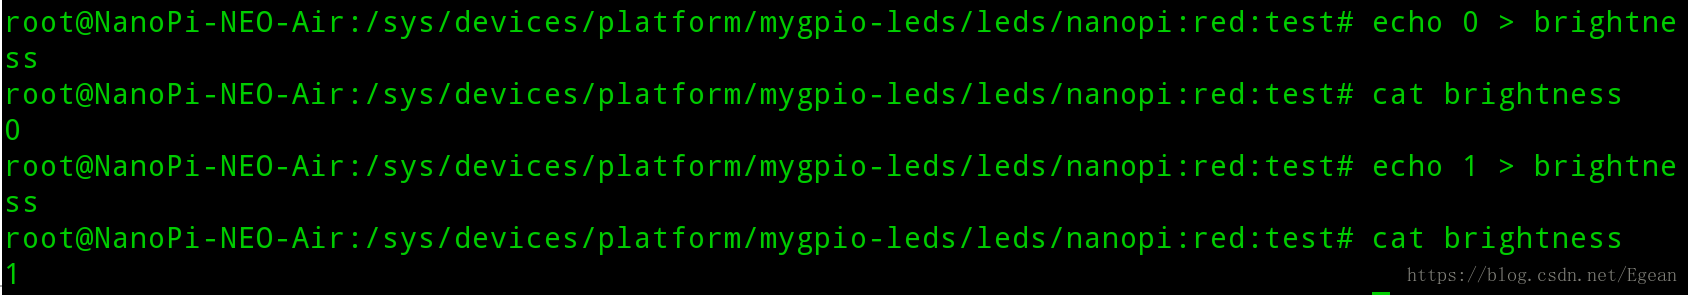 root@NanoPi-NEO-Air:/sys/devices/platform/mygpio-leds/leds/nanopi:red:test# echo 0 > brightne
ss
root@NanoPi-NEO-Air:/sys/devices/platform/mygpio-leds/leds/nanopi:red:test# cat brightness
0
root@NanoPi-NEO-Air:/sys/devices/platform/mygpio-leds/leds/nanopi:red:test# echo 1 > brightne
ss
root@NanoPi-NEO-Air:/sys/devices/platform/mygpio-leds/leds/nanopi:red:test# cat brightness
1
https://blog.csdn.net/Egean